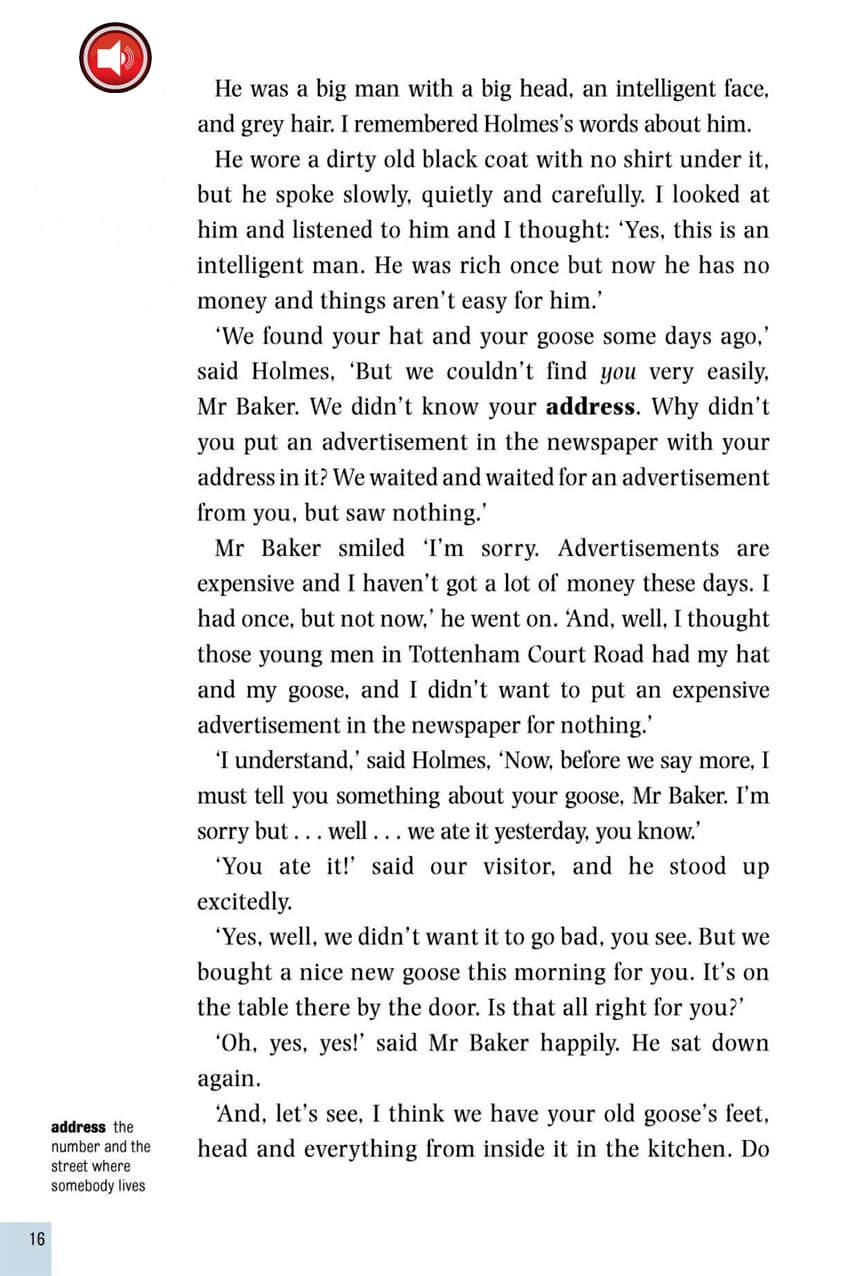 He was a big man with a big head, an intelligent face,
and grey hair. I remembered Holmes's words about him.
He wore a dirty old black coat with no shirt under it,
but he spoke slowly, quietly and carefully. I looked at
him and listened to him and I thought: ‘Yes, this is an
intelligent man. He was rich once but now he has no
money and things aren't easy for him.’
‘We found your hat and your goose some days ago,’
said Holmes, ‘But we couldn't find you very easily,
Mr Baker. We didn't know your address. Why didn't
you put an advertisement in the newspaper with your
address in it? We waited and waited for an advertisement
from you, but saw nothing.’
Mr Baker smiled ‘I'm sorry. Advertisements are
expensive and I haven't got a lot of money these days. I
had once, but not now,’ he went on. ‘And, well, I thought
those young men in Tottenham Court Road had my hat
and my goose, and I didn't want to put an expensive
advertisement in the newspaper for nothing.’
‘I understand,’ said Holmes, ‘Now, before we say more, I
must tell you something about your goose, Mr Baker. I'm
sorry but . . . well . . . we ate it yesterday, you know.’
‘You ate it!’ said our visitor, and he stood up
excitedly.
‘Yes, well, we didn't want it to go bad, you see. But we
bought a nice new goose this morning for you. It's on
the table there by the door. Is that all right for you?’
‘Oh, yes, yes!’ said Mr Baker happily. He sat down
again.
‘And, let's see, I think we have your old goose's feet,
head and everything from inside it in the kitchen. Do
address the
number and the
street where
somebody lives
16